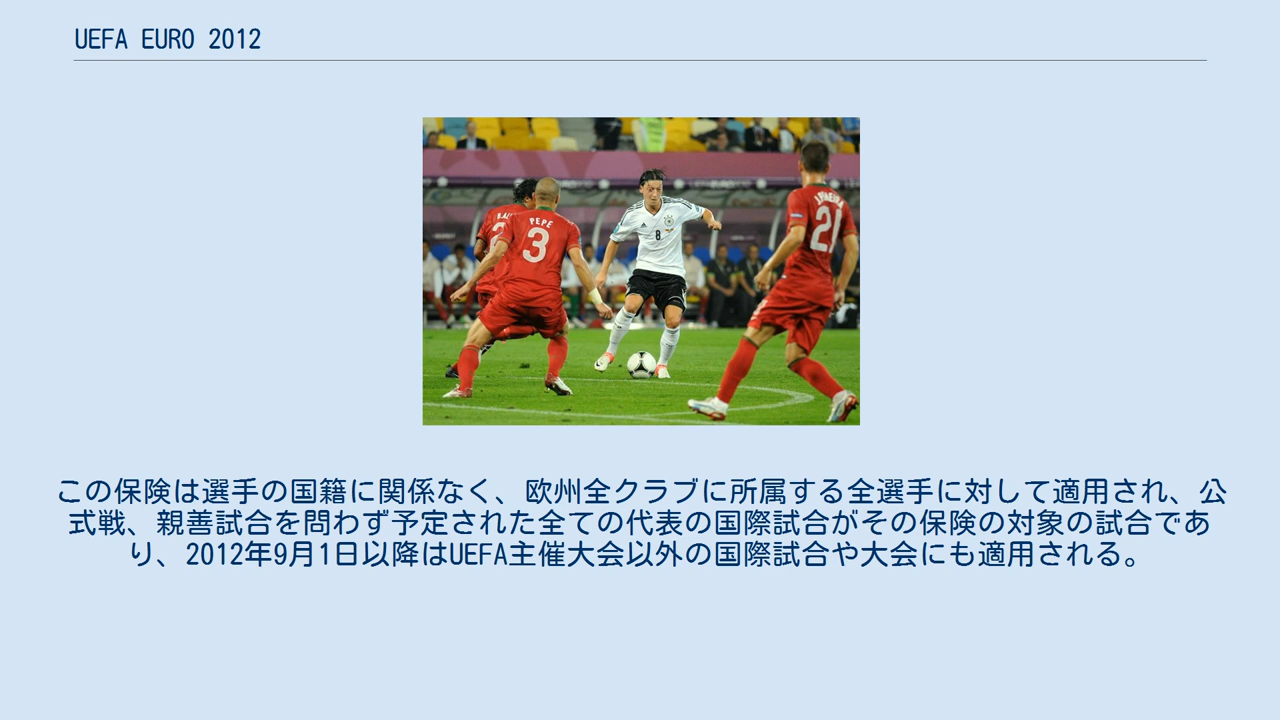 UEFA EURO 2012
PEPE
3
8
21
この保険は選手の国籍に関係なく、欧州全クラブに所属する全選手に対して適用され、公
式戦、親善試合を問わず予定された全ての代表の国際試合がその保険の対象の試合であ
り、2012年9月1日以降はUEFA主催大会以外の国際試合や大会にも適用される。